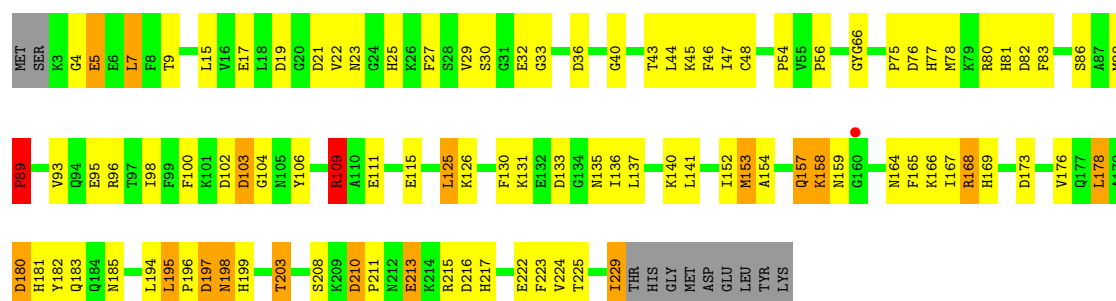 MET SER K3 G4 E5 E6 L7 F8 T9 L15 V16 E17 L18 D19 G20 D21 V22 N23 G24 H25 K26 F27 S28 V29 S30 G31 E32 G33 D36 G40 T43 L44 K45 F46 I47 C48 P54 V55 P56 GYG66 P75 D76 H77 M78 K79 R80 H81 D82 F83 S86 A87 M88
P89 V93 Q94 E95 R96 T97 I98 F99 F100 K101 D102 D103 G104 N105 Y106 R109 A110 E111 E115 L125 K126 F130 K131 E132 D133 G134 N135 I136 L137 K140 L141 I152 M153 A154 Q157 K158 N159 G160 N164 F165 K166 I167 R168 H169 D173 V176 Q177 L178 A179
D180 H181 Y182 Q183 Q184 N185 L194 L195 P196 D197 N198 H199 T203 S208 K209 D210 P211 N212 E213 K214 R215 D216 H217 E222 F223 V224 T225 I229 THR HIS GLY MET ASP GLU LEU TYR LYS